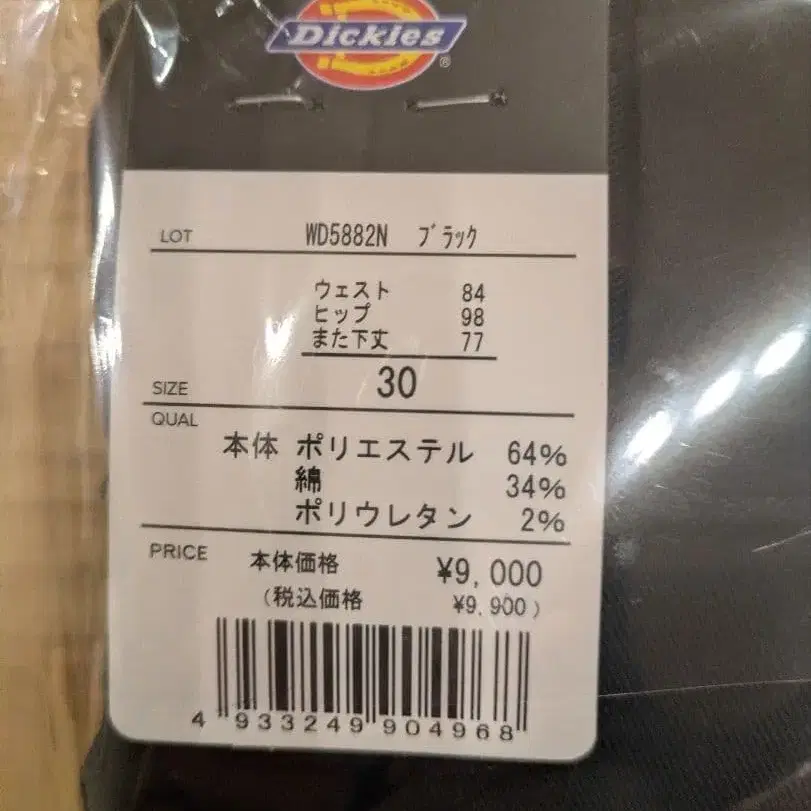 Dickies®
LOT WD5882N ブラック
ウェスト 84
ヒップ 98
また下丈 77
SIZE 30
QUAL
本体 ポリエステル 64%
綿 34%
ポリウレタン 2%
PRICE 本体価格 ¥9,000
(税込価格 ¥9,900)
4 933249 904968